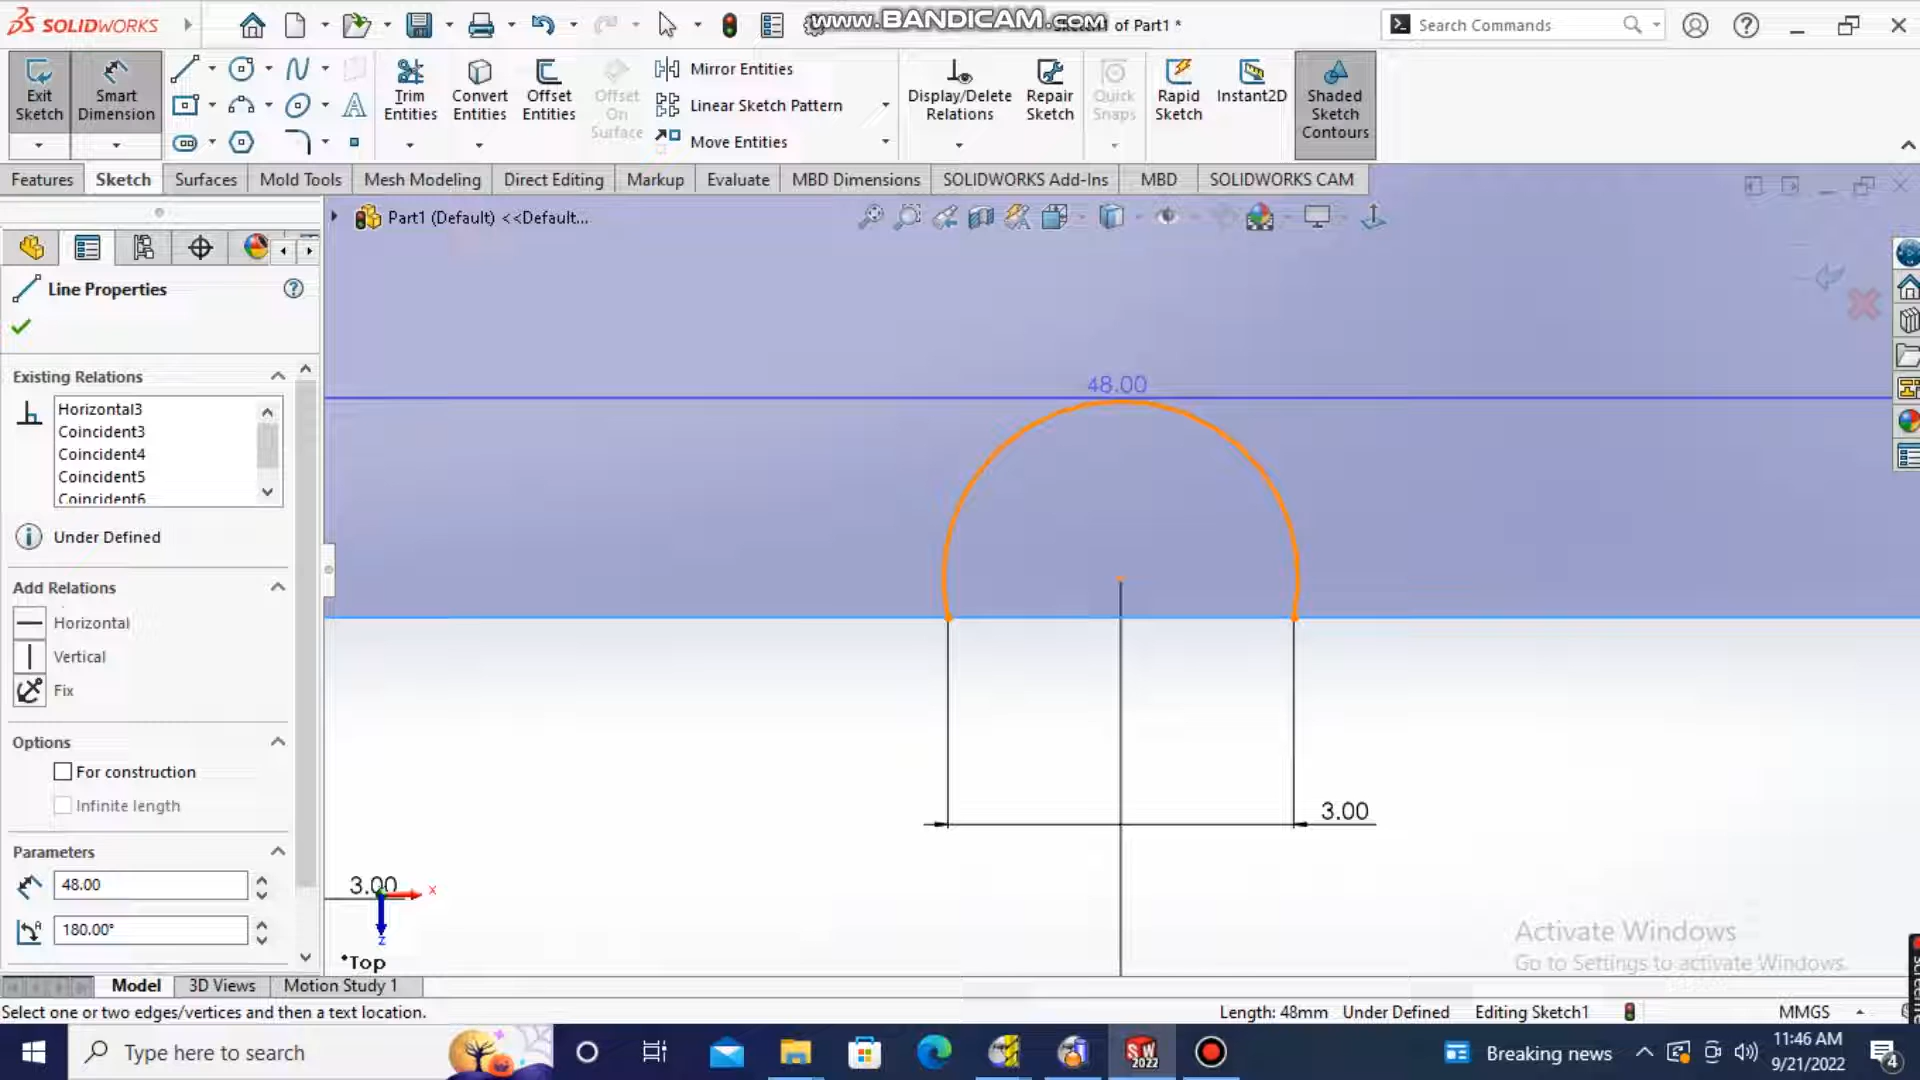 SOLIDWORKS
www.BANDICAM.com
of Part1 *
Search Commands
Exit Sketch
Smart Dimension
Trim Entities
Convert Entities
Offset Entities
Offset On Surface
Mirror Entities
Linear Sketch Pattern
Move Entities
Display/Delete Relations
Repair Sketch
Quick Snaps
Rapid Sketch
Instant2D
Shaded Sketch Contours
Features
Sketch
Surfaces
Mold Tools
Mesh Modeling
Direct Editing
Markup
Evaluate
MBD Dimensions
SOLIDWORKS Add-Ins
MBD
SOLIDWORKS CAM
Part1 (Default) <<Default...
Line Properties
Existing Relations
Horizontal3
Coincident3
Coincident4
Coincident5
Coincident6
Under Defined
Add Relations
Horizontal
Vertical
Fix
Options
For construction
Infinite length
Parameters
48.00
180.00°
48.00
3.00
3.00
x
z
*Top
Activate Windows
Go to Settings to activate Windows.
Model
3D Views
Motion Study 1
Select one or two edges/vertices and then a text location.
Length: 48mm
Under Defined
Editing Sketch1
MMGS
Type here to search
SW
2022
Breaking news
11:46 AM
9/21/2022
4